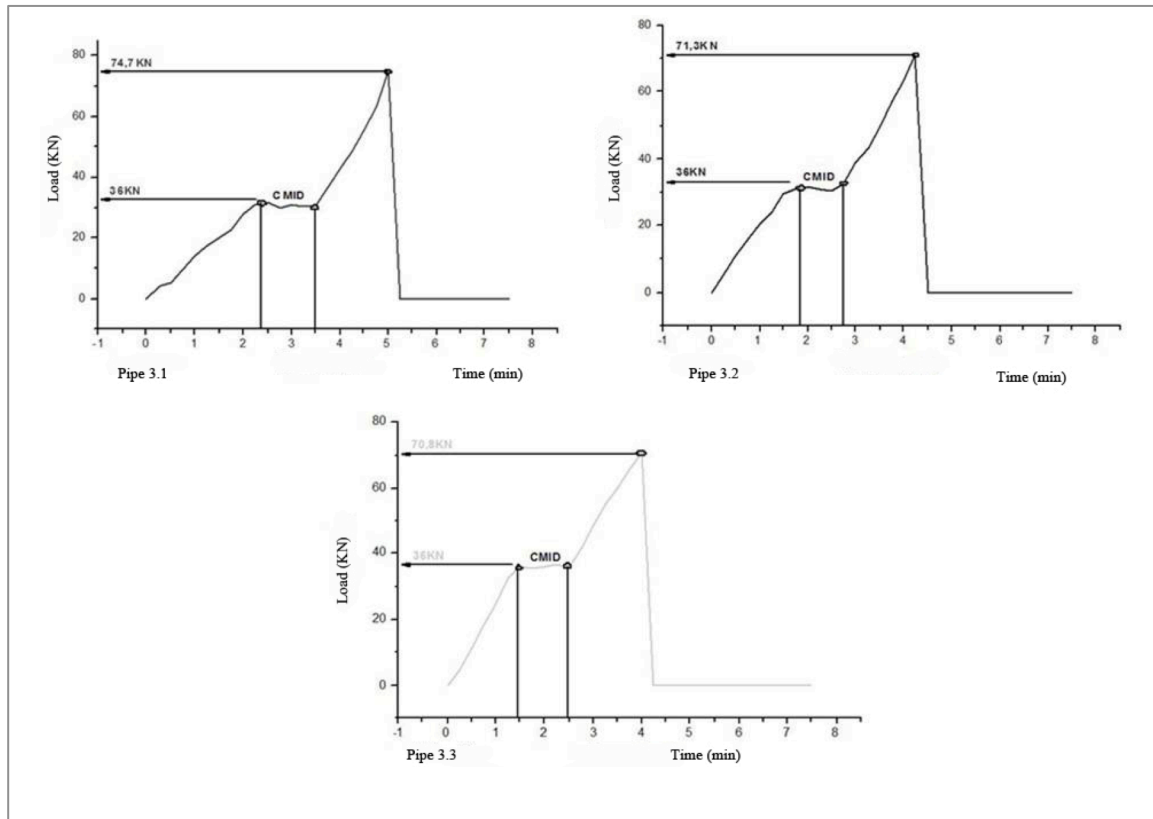 80
74,7 KN
60
Load (KN)
40
36KN
C MID
20
0
-1 0 1 2 3 4 5 6 7 8
Pipe 3.1
Time (min)
80
71,3KN
60
Load (KN)
40
36KN
CMID
20
0
-1 0 1 2 3 4 5 6 7 8
Pipe 3.2
Time (min)
80
70,8KN
60
Load (KN)
40
36KN
CMID
20
0
-1 0 1 2 3 4 5 6 7 8
Pipe 3.3
Time (min)